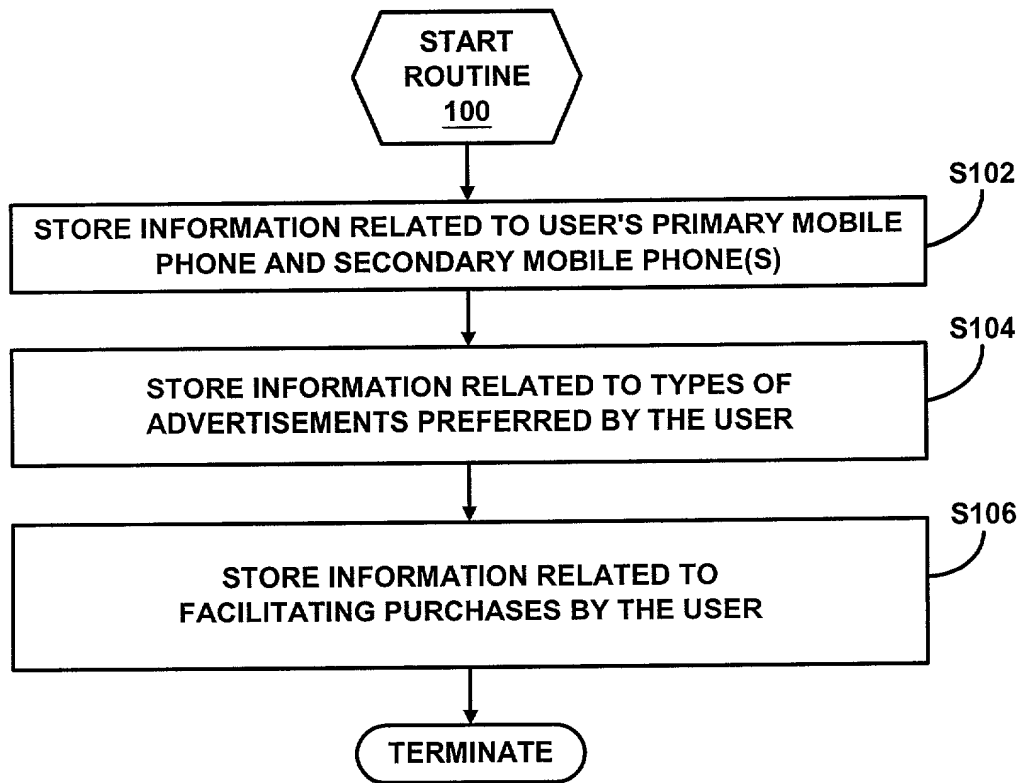 START
ROUTINE
100
S102
STORE INFORMATION RELATED TO USER'S PRIMARY MOBILE
PHONE AND SECONDARY MOBILE PHONE(S)
S104
STORE INFORMATION RELATED TO TYPES OF
ADVERTISEMENTS PREFERRED BY THE USER
S106
STORE INFORMATION RELATED TO
FACILITATING PURCHASES BY THE USER
TERMINATE